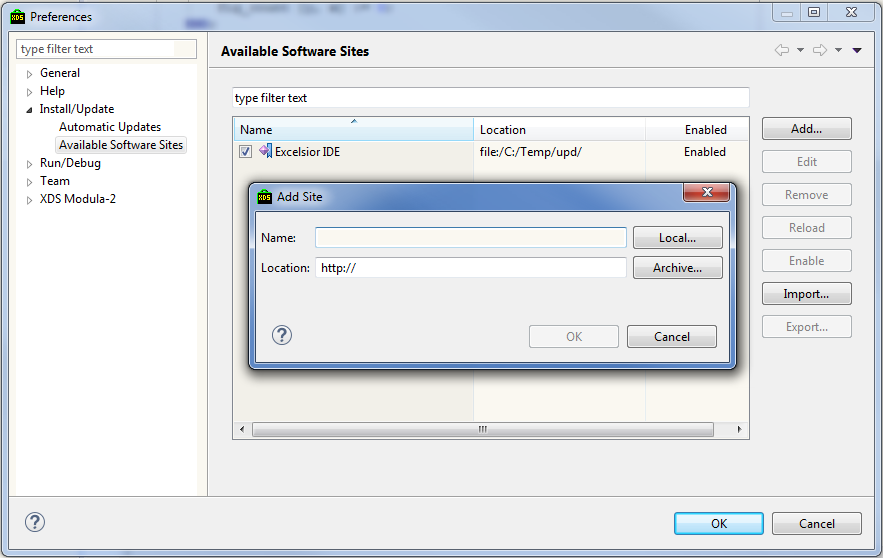 Preferences
type filter text
General
Help
Install/Update
Automatic Updates
Available Software Sites
Run/Debug
Team
XDS Modula-2
Available Software Sites
type filter text
Name Location Enabled
Excelsior IDE file:/C:/Temp/upd/ Enabled
Add...
Edit
Remove
Reload
Enable
Import...
Export...
XDS Add Site
Name: Local...
Location: http:// Archive...
OK Cancel
OK Cancel